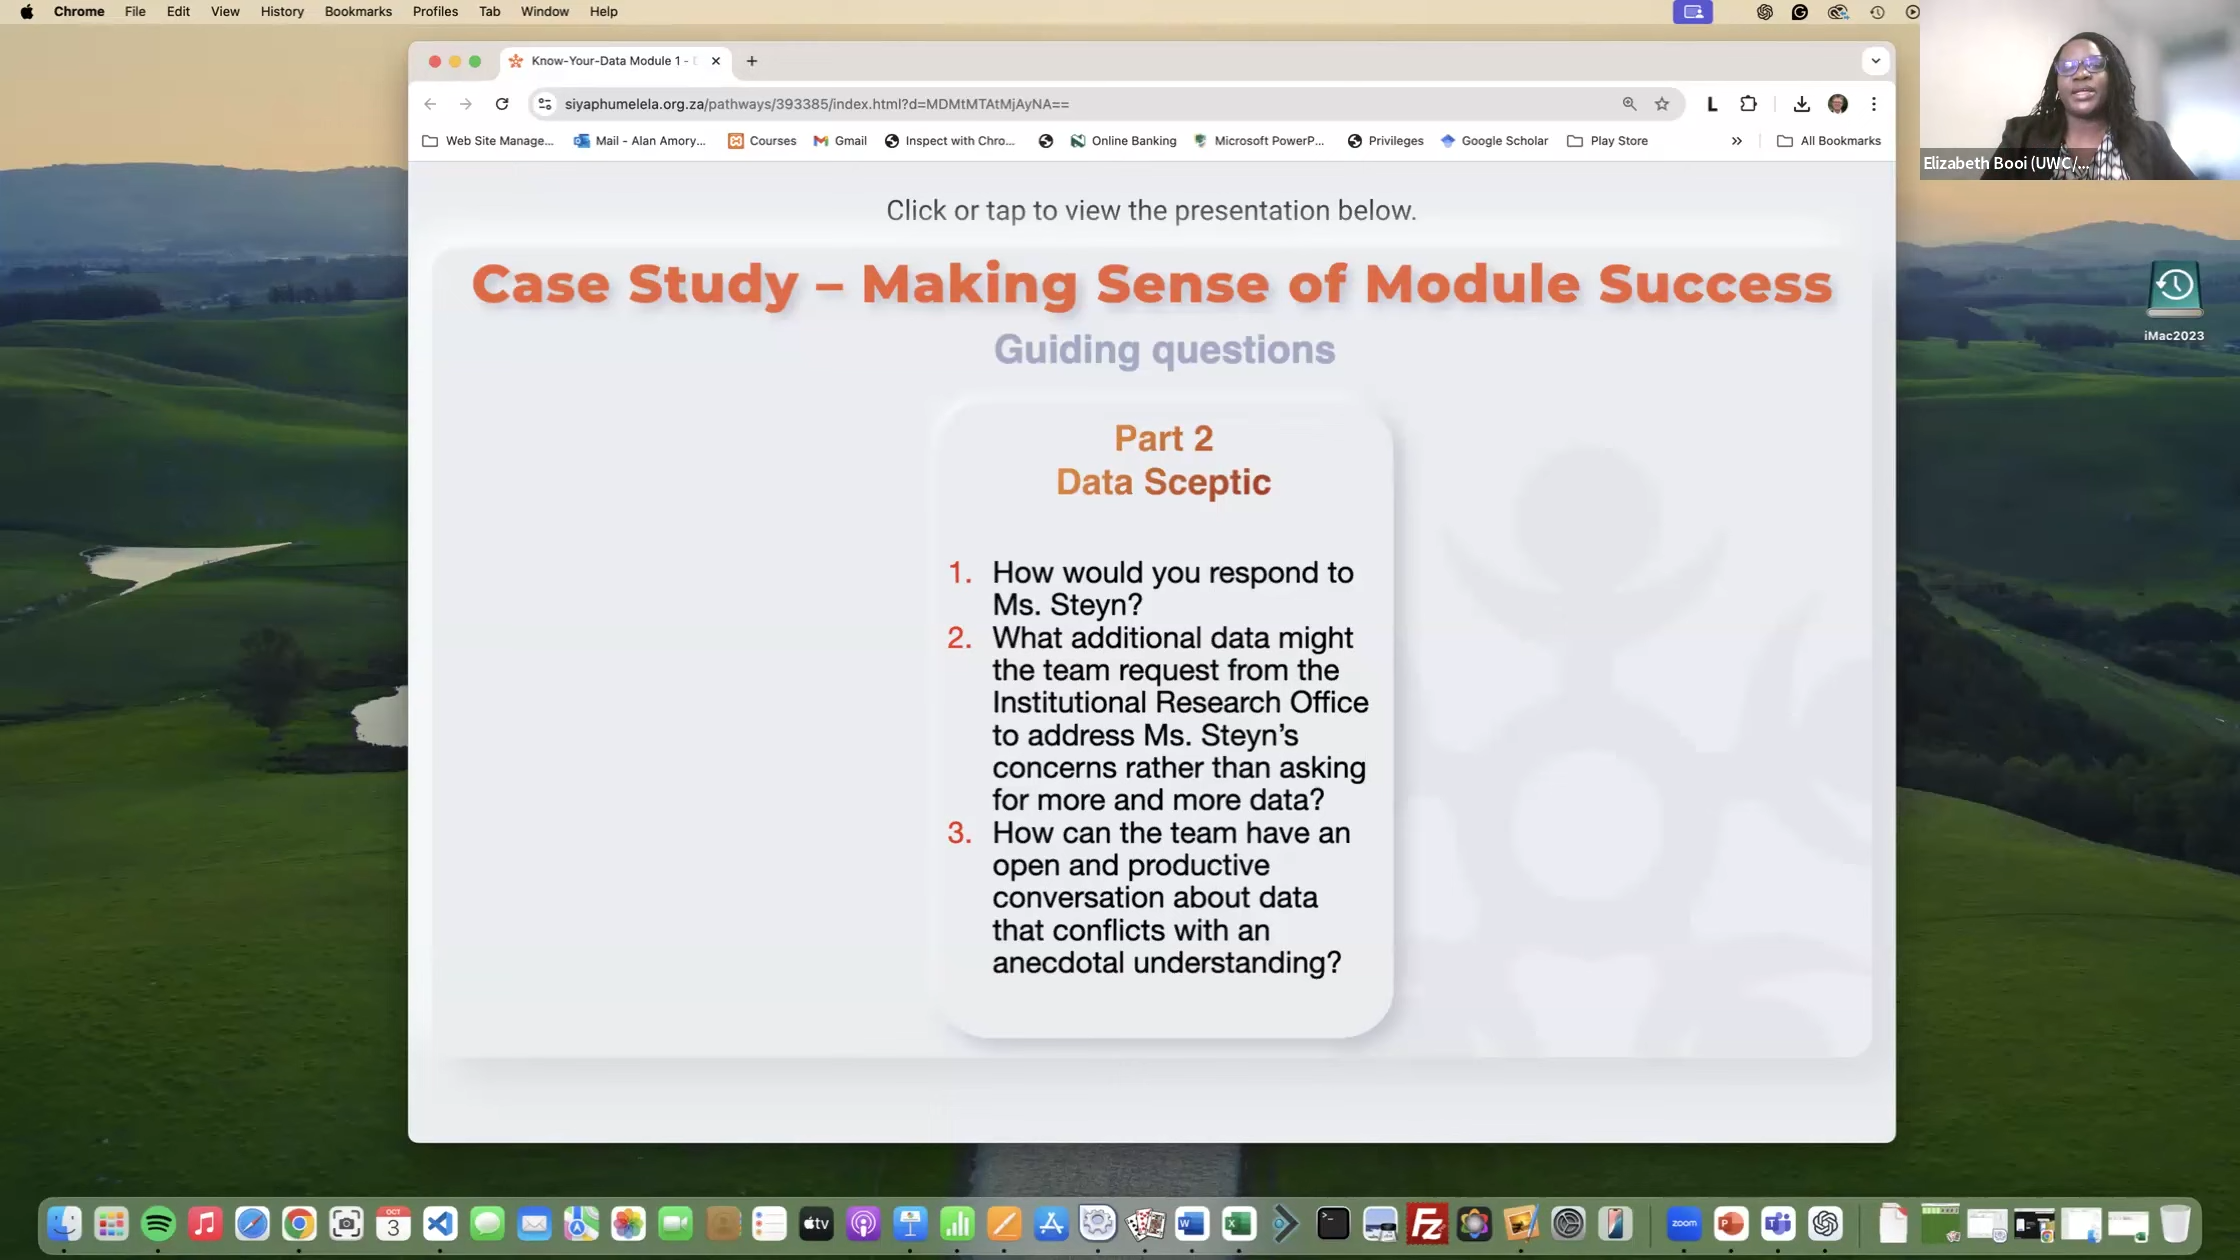 Chrome File Edit View History Bookmarks Profiles Tab Window Help
Know-Your-Data Module 1 -
siyaphumelela.org.za/pathways/393385/index.html?d=MDMtMTAtMjAyNA==
Web Site Manage... Mail - Alan Amory... Courses Gmail Inspect with Chro... Online Banking Microsoft PowerP... Privileges Google Scholar Play Store » All Bookmarks
Elizabeth Booi (UWC/...
Click or tap to view the presentation below.
Case Study – Making Sense of Module Success
Guiding questions
iMac2023
Part 2
Data Sceptic
1. How would you respond to
Ms. Steyn?
2. What additional data might
the team request from the
Institutional Research Office
to address Ms. Steyn's
concerns rather than asking
for more and more data?
3. How can the team have an
open and productive
conversation about data
that conflicts with an
anecdotal understanding?
OCT
3
tv
zoom